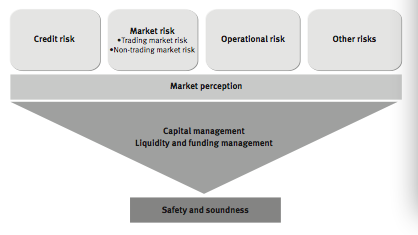 Credit risk
Market risk
•Trading market risk
•Non-trading market risk
Operational risk
Other risks
Market perception
Capital management
Liquidity and funding management
Safety and soundness